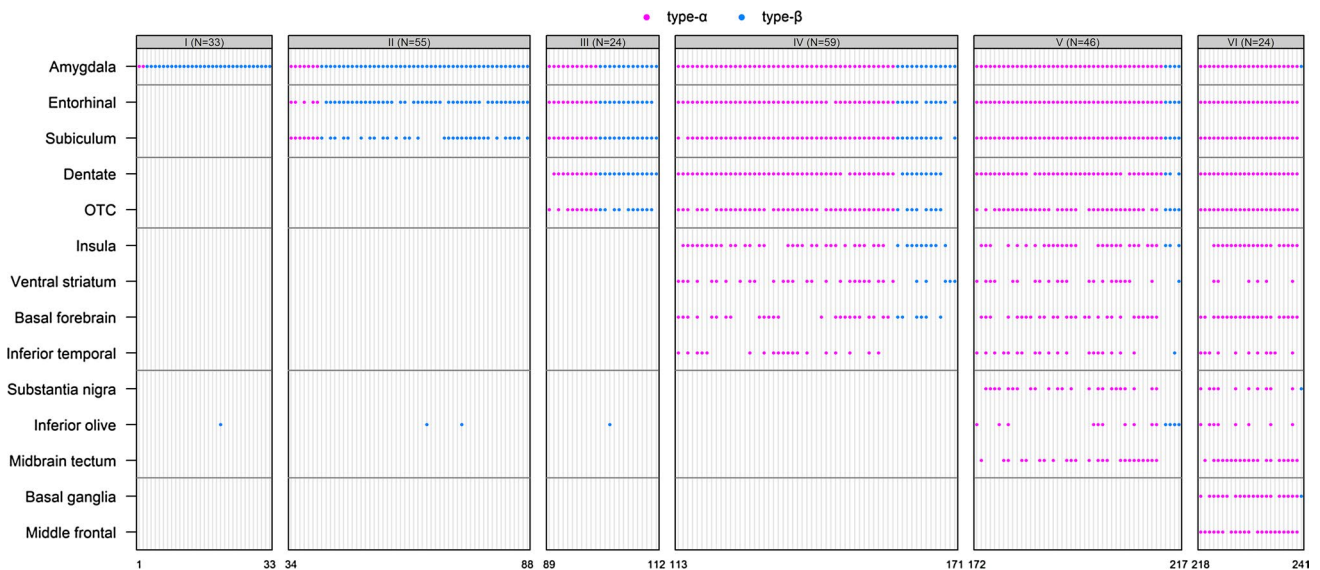 type-α type-β
I (N=33) II (N=55) III (N=24) IV (N=59) V (N=46) VI (N=24)
Amygdala
Entorhinal
Subiculum
Dentate
OTC
Insula
Ventral striatum
Basal forebrain
Inferior temporal
Substantia nigra
Inferior olive
Midbrain tectum
Basal ganglia
Middle frontal
1 33 34 88 89 112 113 171 172 217 218 241